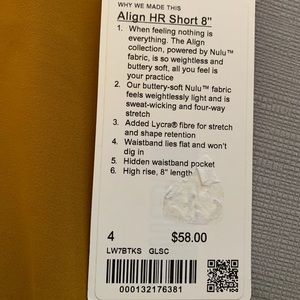 WHY WE MADE THIS
Align HR Short 8"
1. When feeling nothing is
everything. The Align
collection, powered by Nulu™
fabric, is so weightless and
buttery soft, all you feel is
your practice
2. Our buttery-soft Nulu™ fabric
feels weightlessly light and is
sweat-wicking and four-way
stretch
3. Added Lycra® fibre for stretch
and shape retention
4. Waistband lies flat and won't
dig in
5. Hidden waistband pocket
6. High rise, 8" length
4 $58.00
LW7BTKS GLSC
000132176381